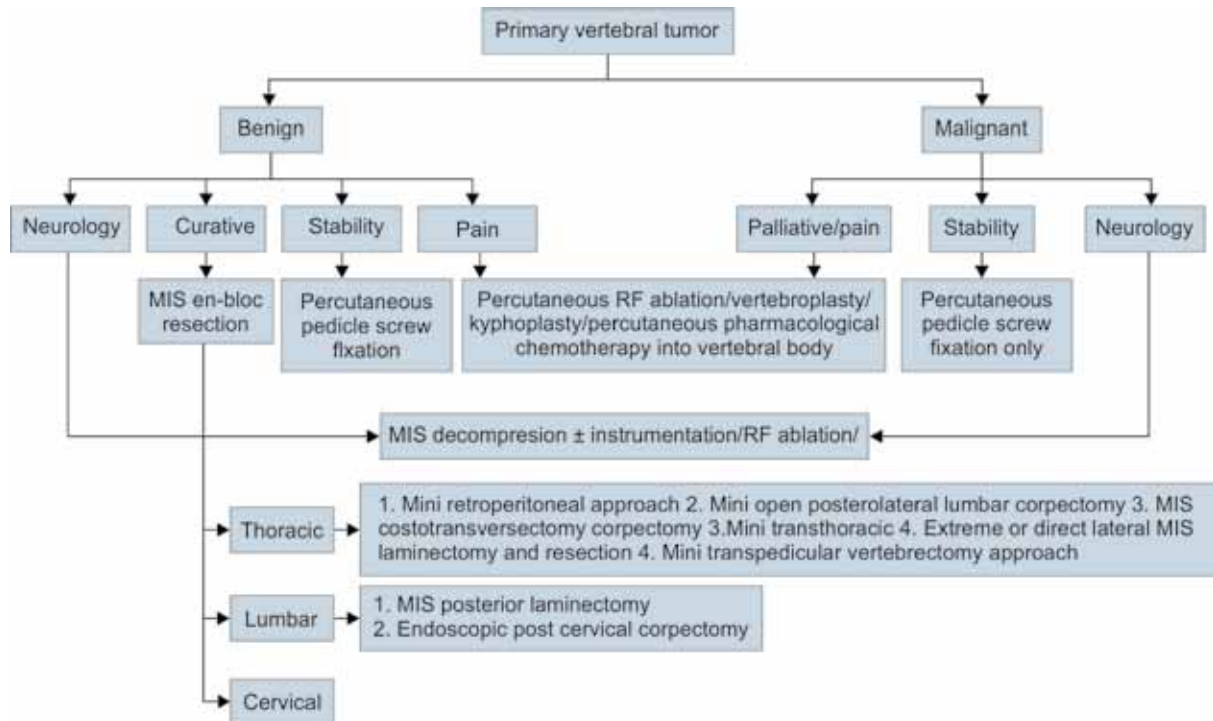 Primary vertebral tumor
Benign
Malignant
Neurology
Curative
Stability
Pain
Palliative/pain
Stability
Neurology
MIS en-bloc
resection
Percutaneous
pedicle screw
fixation
Percutaneous RF ablation/vertebroplasty/
kyphoplasty/percutaneous pharmacological
chemotherapy into vertebral body
Percutaneous
pedicle screw
fixation only
MIS decompresion ± instrumentation/RF ablation/
Thoracic
1. Mini retroperitoneal approach 2. Mini open posterolateral lumbar corpectomy 3. MIS
costotransversectomy corpectomy 3.Mini transthoracic 4. Extreme or direct lateral MIS
laminectomy and resection 4. Mini transpedicular vertebrectomy approach
Lumbar
1. MIS posterior laminectomy
2. Endoscopic post cervical corpectomy
Cervical